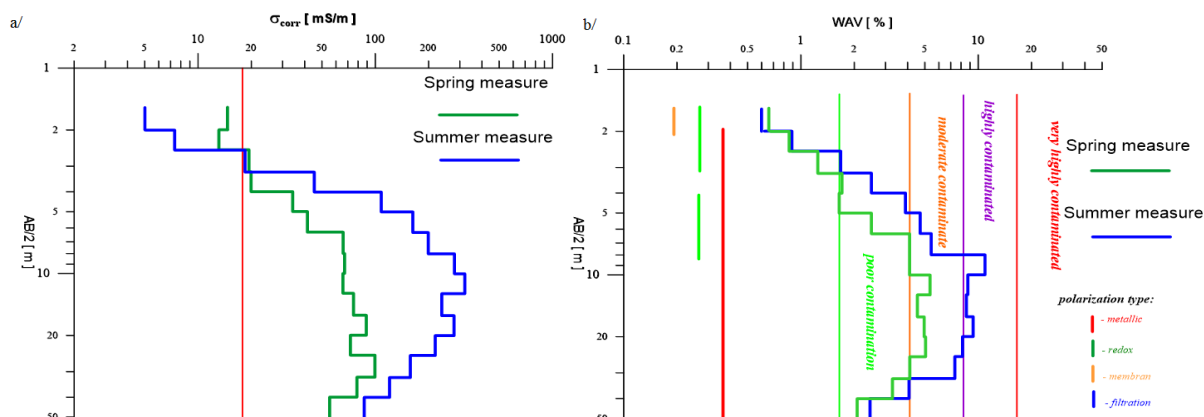 a/
σcorr [ mS/m ]
2 5 10 20 50 100 200 500 1000
1
2
5
10
20
50
AB/2 [ m ]
Spring measure
Summer measure
b/
WAV [ % ]
0.1 0.2 0.5 1 2 5 10 20 50
1
2
5
10
20
50
AB/2 [ m ]
poor contamination
moderate contaminate
highly contaminated
very highly contaminated
Spring measure
Summer measure
polarization type:
- metallic
- redox
- membran
- filtration